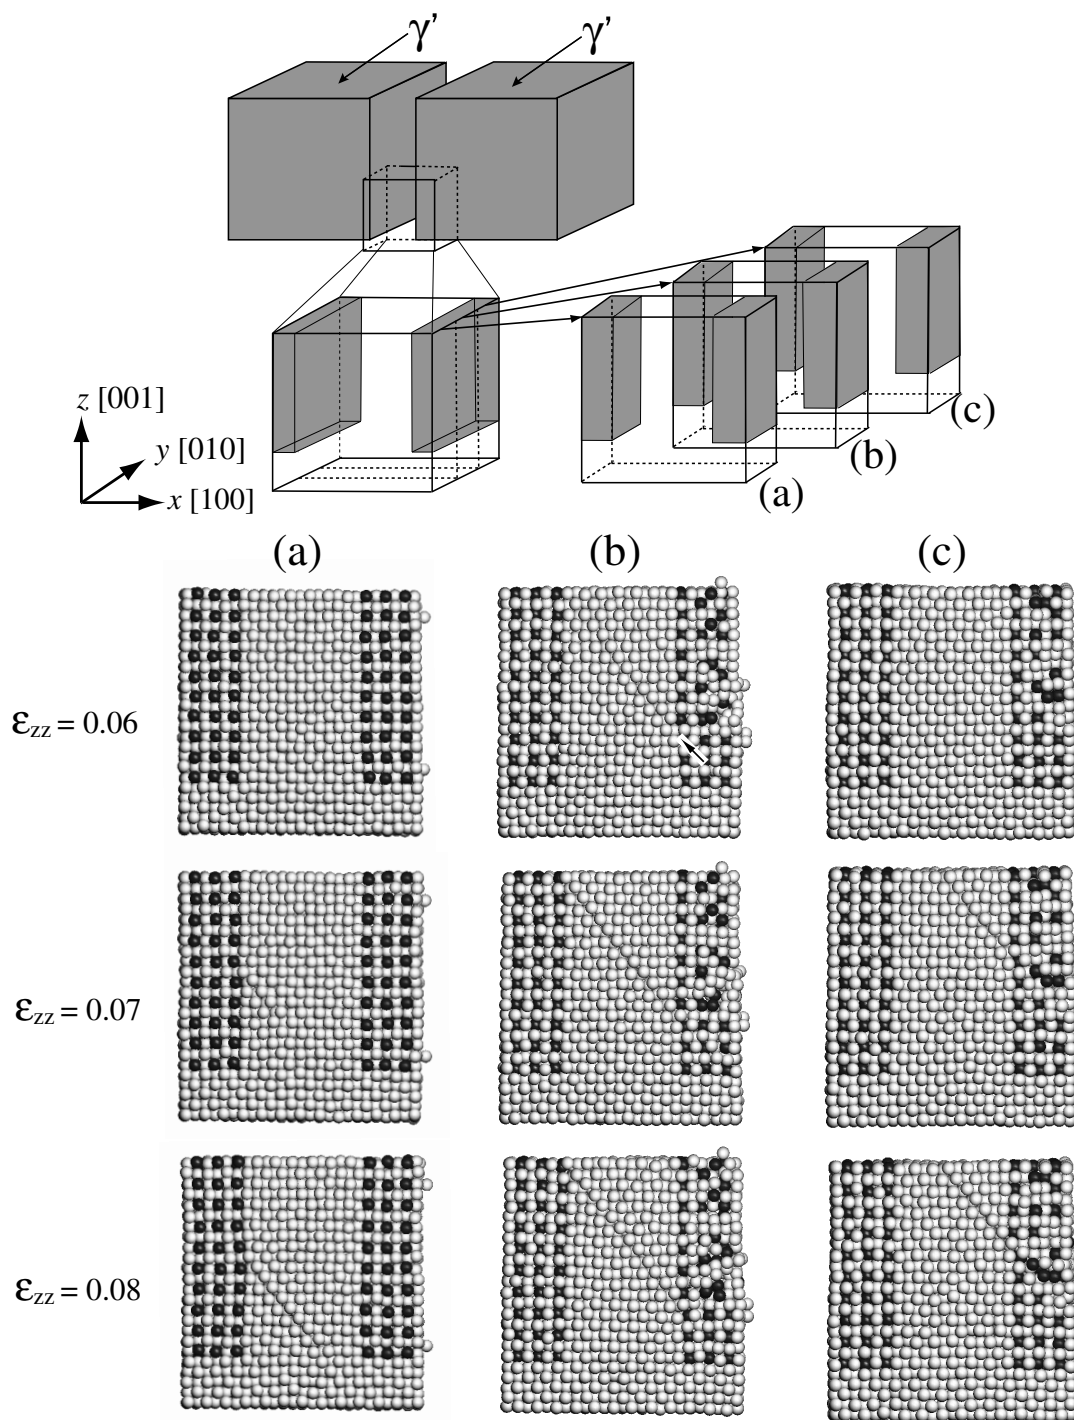 γ’ γ’
z [001]
y [010]
x [100]
(a)
(b)
(c)
(a) (b) (c)
εzz = 0.06
εzz = 0.07
εzz = 0.08